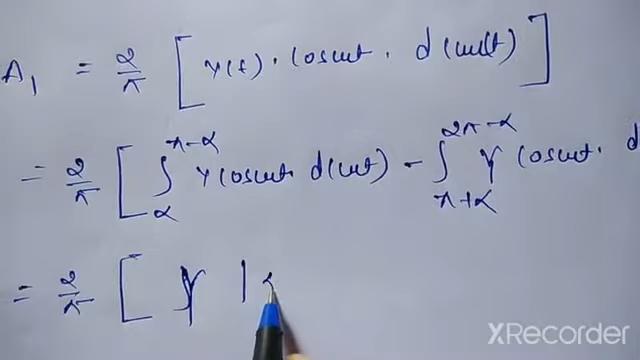 A₁ = 2/π [ Y(t) · cosωt · d(ωt) ]
= 2/π [ ∫_α^{π-α} Y cosωt d(ωt) - ∫_{π+α}^{2π-α} Y cosωt · d
= 2/π [ Y |
XRecorder